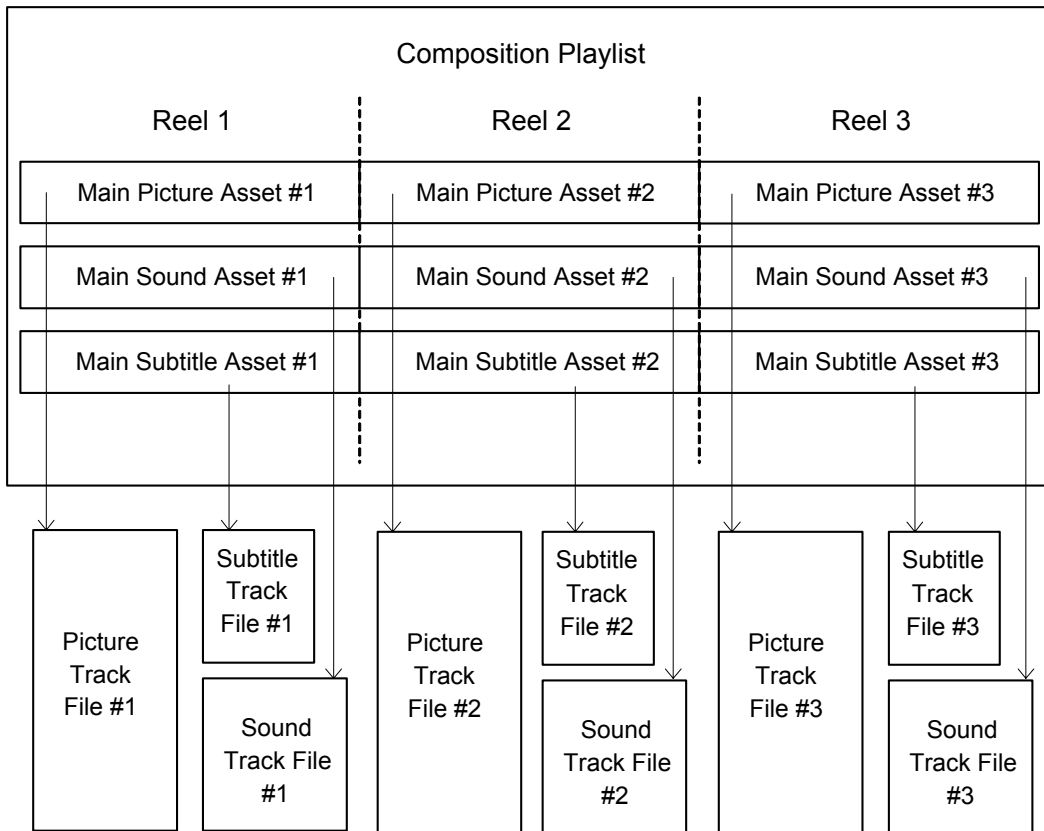 Composition Playlist
Reel 1
Reel 2
Reel 3
Main Picture Asset #1
Main Picture Asset #2
Main Picture Asset #3
Main Sound Asset #1
Main Sound Asset #2
Main Sound Asset #3
Main Subtitle Asset #1
Main Subtitle Asset #2
Main Subtitle Asset #3
Picture
Track
File #1
Subtitle
Track
File #1
Sound
Track File
#1
Picture
Track
File #2
Subtitle
Track
File #2
Sound
Track File
#2
Picture
Track
File #3
Subtitle
Track
File #3
Sound
Track File
#3